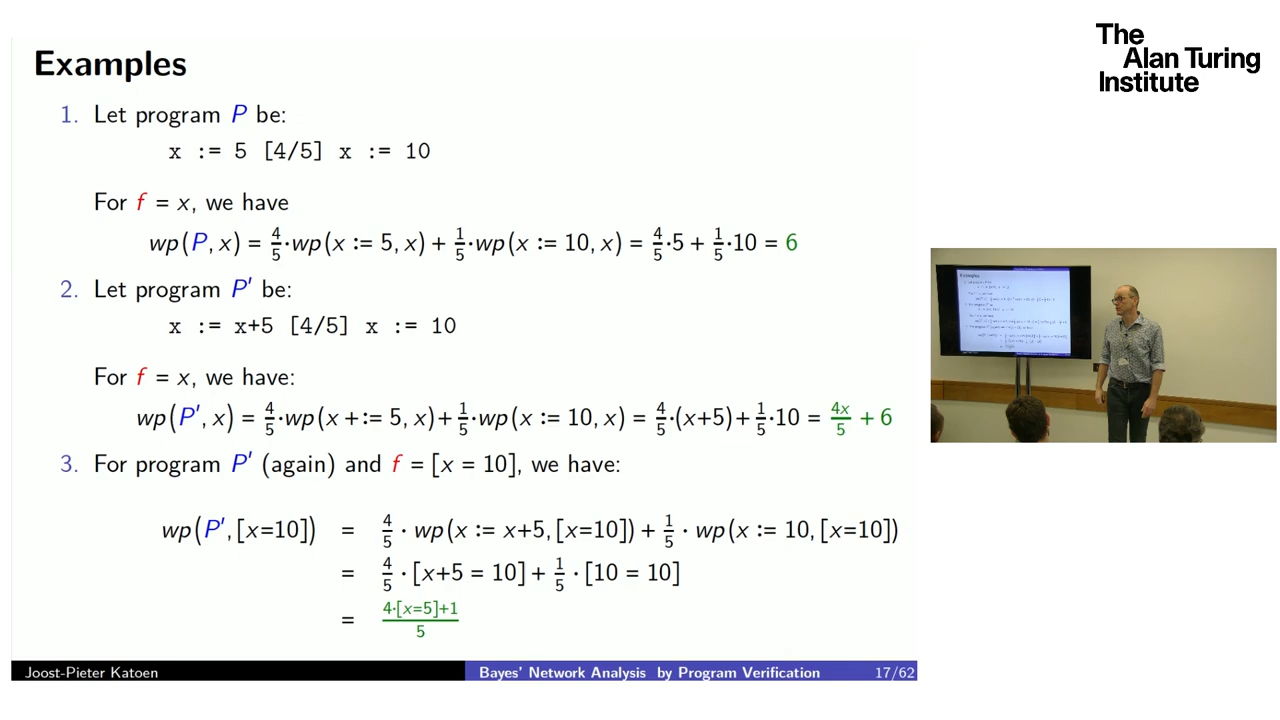 The
Alan Turing
Institute
Examples
1. Let program P be:
x := 5 [4/5] x := 10
For f = x, we have
wp(P, x) = 4/5·wp(x := 5, x) + 1/5·wp(x := 10, x) = 4/5·5 + 1/5·10 = 6
2. Let program P′ be:
x := x+5 [4/5] x := 10
For f = x, we have:
wp(P′, x) = 4/5·wp(x +:= 5, x)+1/5·wp(x := 10, x) = 4/5·(x+5)+1/5·10 = 4x/5 + 6
3. For program P′ (again) and f = [x = 10], we have:
wp(P′, [x=10]) = 4/5 · wp(x := x+5, [x=10]) + 1/5 · wp(x := 10, [x=10])
= 4/5 · [x+5 = 10] + 1/5 · [10 = 10]
= 4·[x=5]+1/5
Joost-Pieter Katoen Bayes' Network Analysis by Program Verification 17/62
Examples